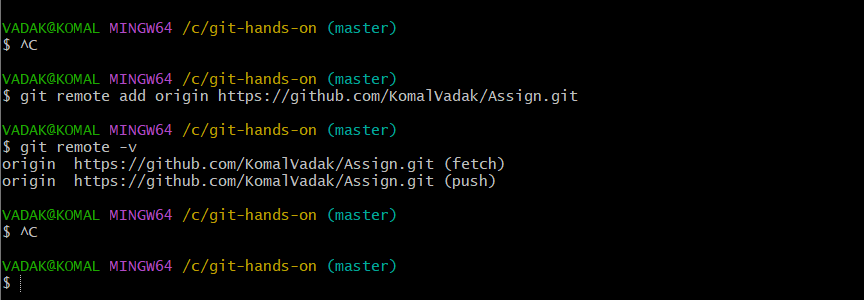 VADAK@KOMAL MINGW64 /c/git-hands-on (master)
$ ^C
VADAK@KOMAL MINGW64 /c/git-hands-on (master)
$ git remote add origin https://github.com/KomalVadak/Assign.git
VADAK@KOMAL MINGW64 /c/git-hands-on (master)
$ git remote -v
origin  https://github.com/KomalVadak/Assign.git (fetch)
origin  https://github.com/KomalVadak/Assign.git (push)
VADAK@KOMAL MINGW64 /c/git-hands-on (master)
$ ^C
VADAK@KOMAL MINGW64 /c/git-hands-on (master)
$